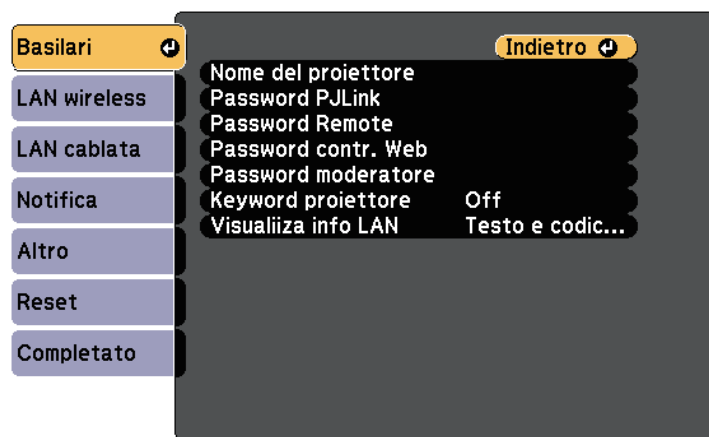 Basilari
LAN wireless
LAN cablata
Notifica
Altro
Reset
Completato
Indietro
Nome del proiettore
Password PJLink
Password Remote
Password contr. Web
Password moderatore
Keyword proiettore Off
Visualiiza info LAN Testo e codic...